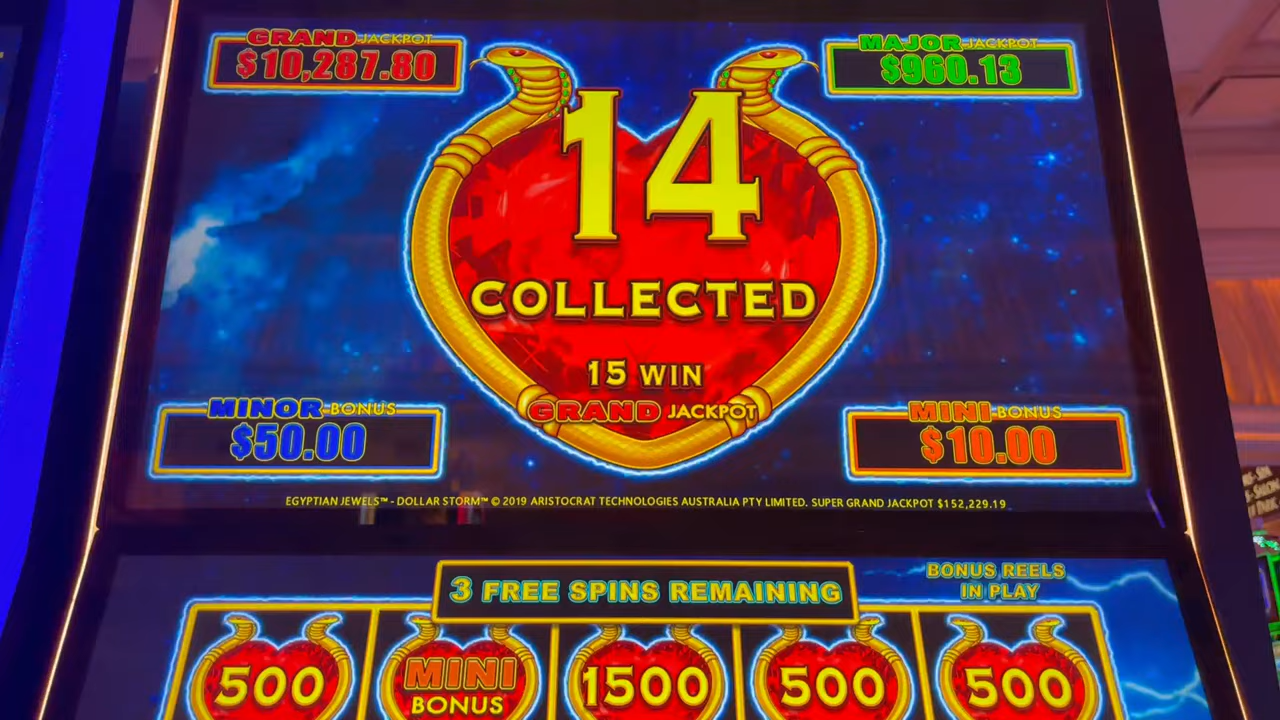 GRAND JACKPOT
$10,287.80
MAJOR JACKPOT
$960.13
14
COLLECTED
15 WIN
GRAND JACKPOT
MINOR BONUS
$50.00
MINI BONUS
$10.00
EGYPTIAN JEWELS™ - DOLLAR STORM™ © 2019 ARISTOCRAT TECHNOLOGIES AUSTRALIA PTY LIMITED. SUPER GRAND JACKPOT $152,229.19
3 FREE SPINS REMAINING
BONUS REELS
IN PLAY
500
MINI
BONUS
1500
500
500